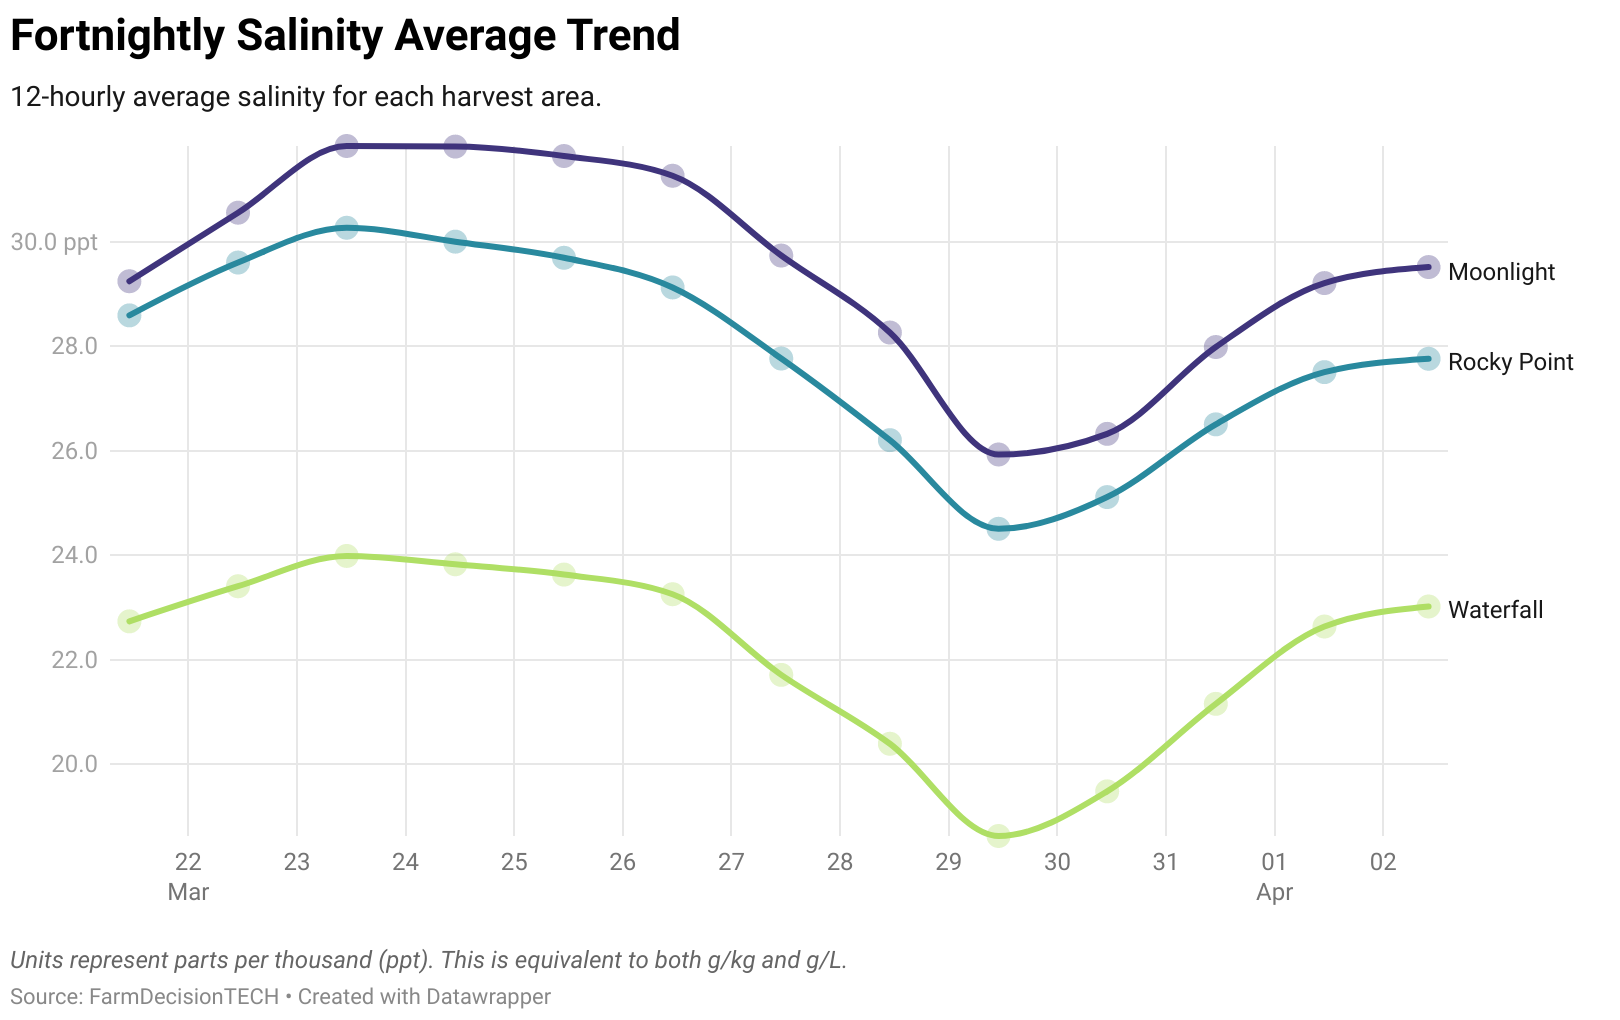 Fortnightly Salinity Average Trend
12-hourly average salinity for each harvest area.
30.0 ppt
28.0
26.0
24.0
22.0
20.0
Moonlight
Rocky Point
Waterfall
22 23 24 25 26 27 28 29 30 31 01 02
Mar Apr
Units represent parts per thousand (ppt). This is equivalent to both g/kg and g/L.
Source: FarmDecisionTECH • Created with Datawrapper